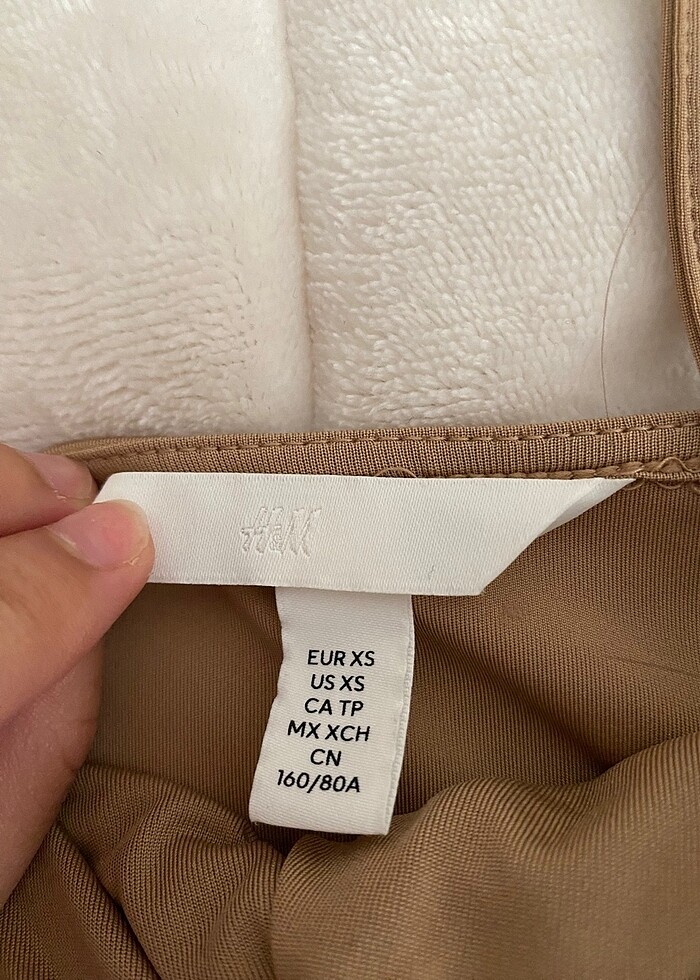 H&M
EUR XS
US XS
CA TP
MX XCH
CN
160/80A